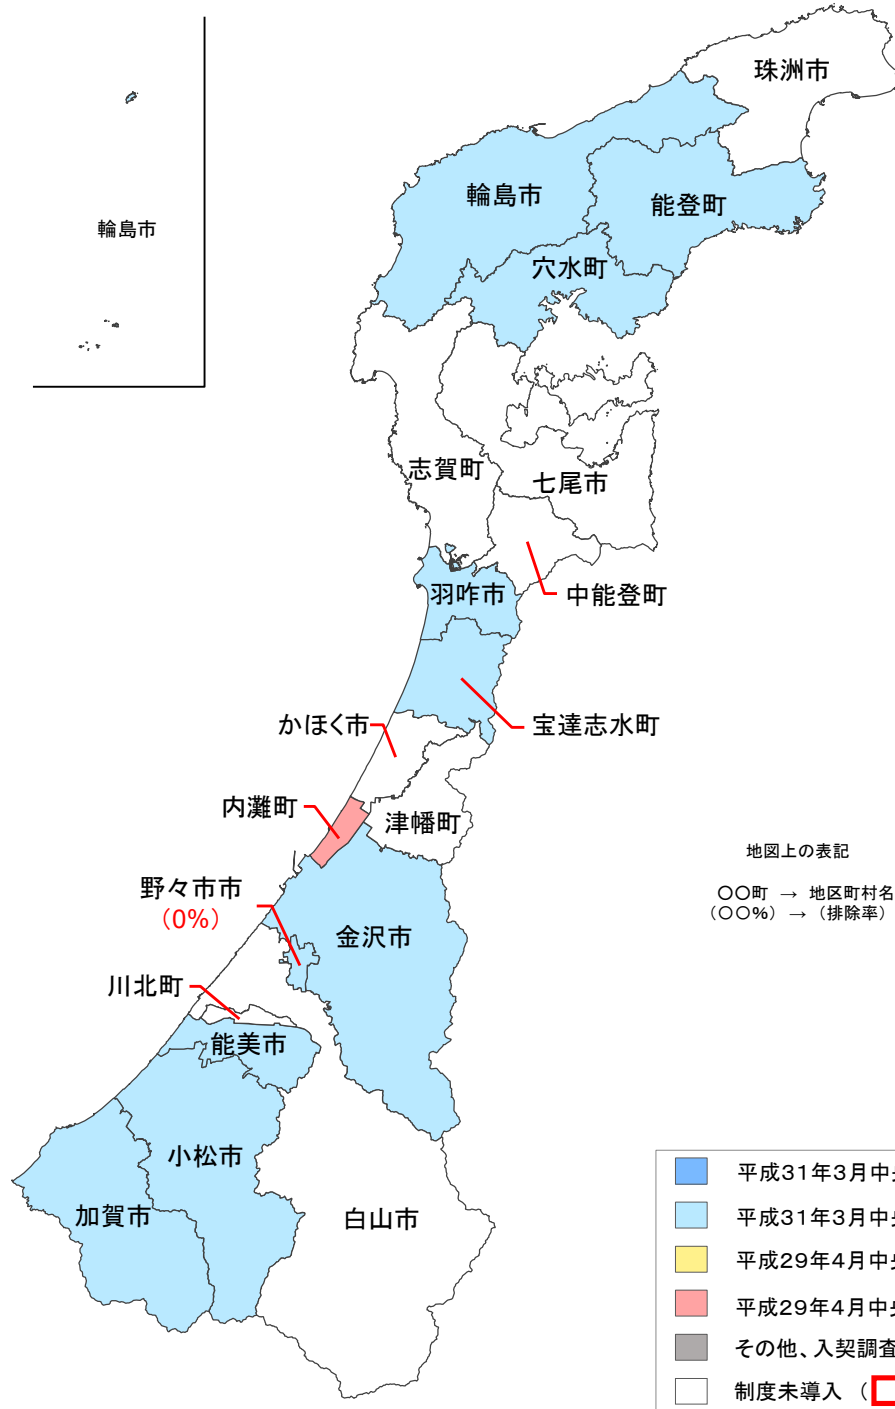 珠洲市
輪島市
輪島市
能登町
穴水町
志賀町
七尾市
羽咋市
中能登町
かほく市
宝達志水町
内灘町
津幡町
地図上の表記
〇〇町 → 地区町村名
(〇〇%) → (排除率)
野々市市
(0%)
金沢市
川北町
能美市
小松市
加賀市
白山市
平成31年3月中央
平成31年3月中央
平成29年4月中央
平成29年4月中央
その他、入契調査
制度未導入 (